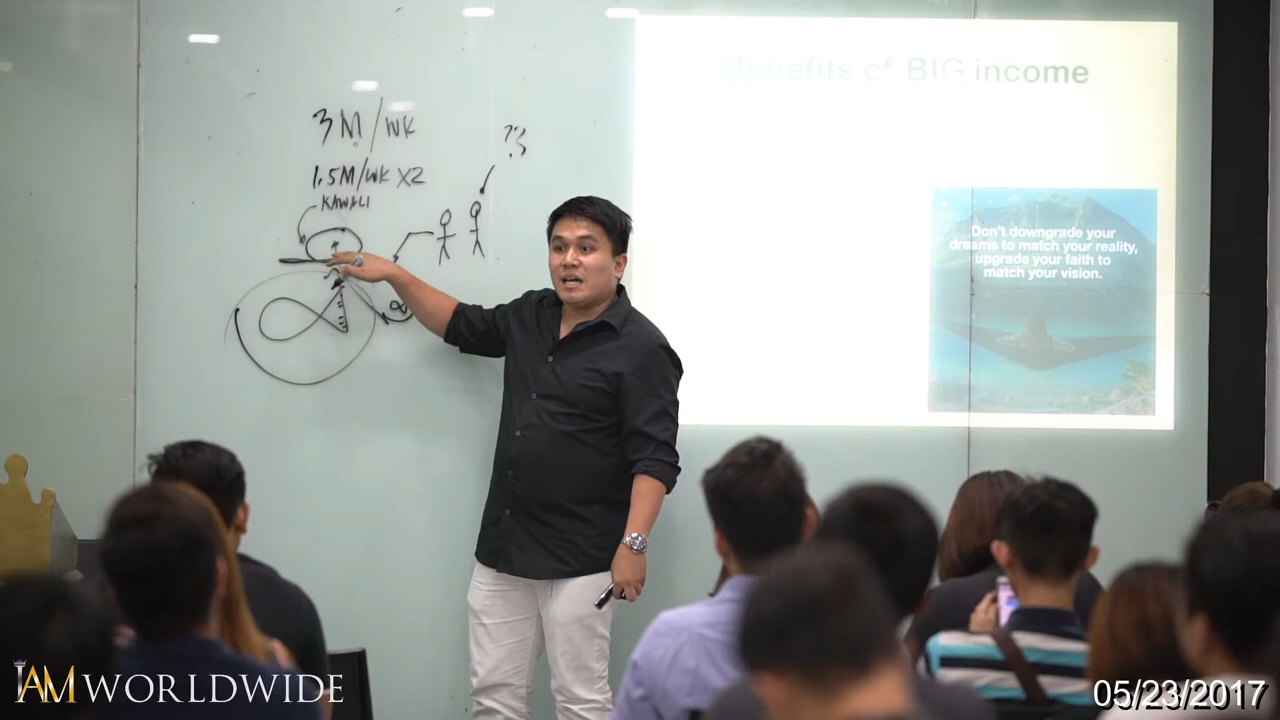 3M/WK
1.5M/WK X2
KAWALI
??
Benefits of BIG income
Don't downgrade your
dreams to match your reality,
upgrade your faith to
match your vision.
IAM WORLDWIDE
05/23/2017